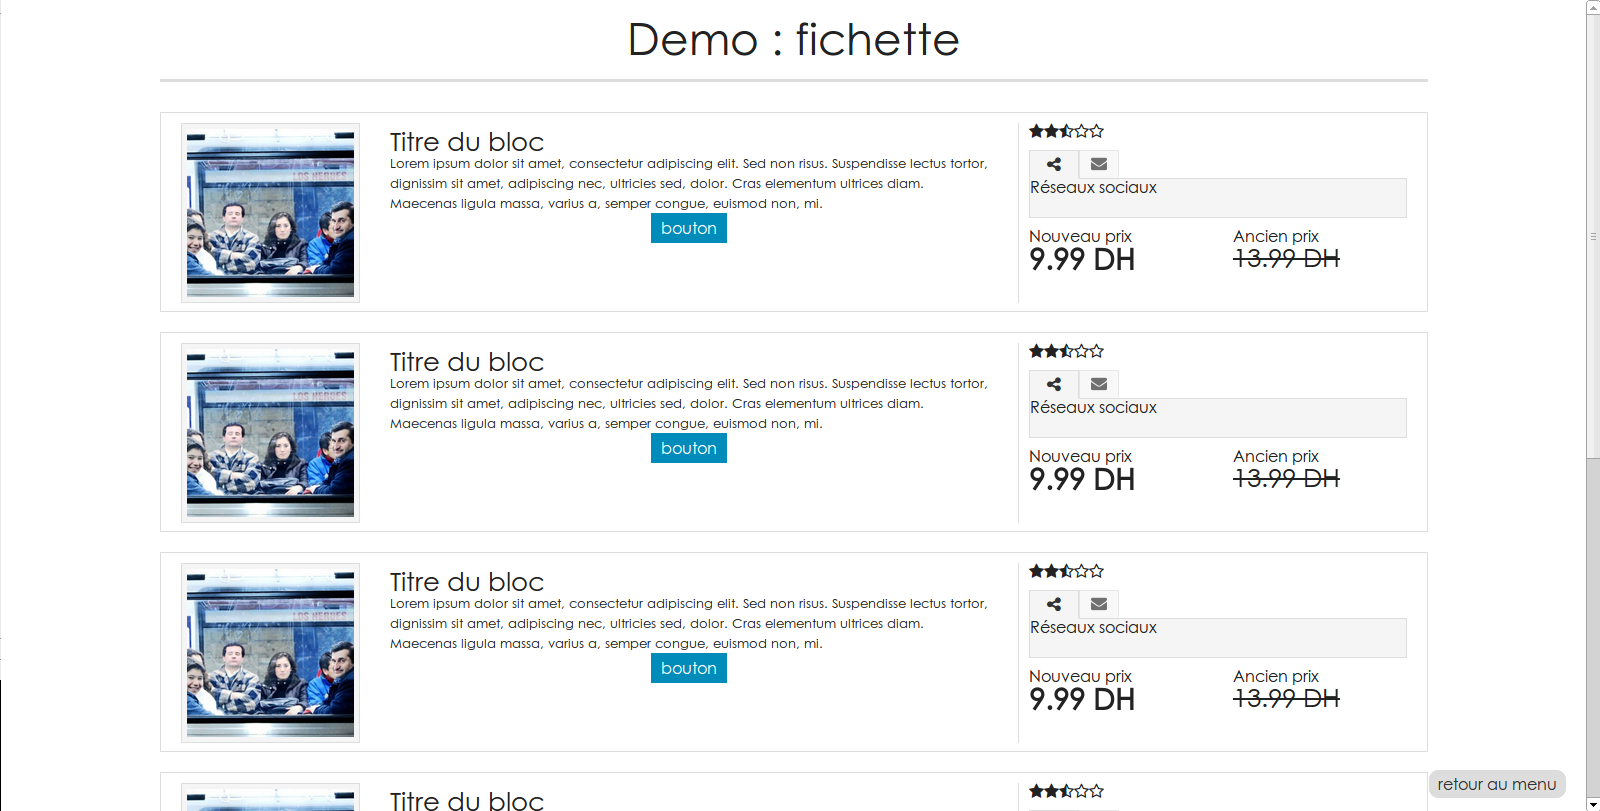 Demo : fichette
Titre du bloc
Lorem ipsum dolor sit amet, consectetur adipiscing elit. Sed non risus. Suspendisse lectus tortor,
dignissim sit amet, adipiscing nec, ultricies sed, dolor. Cras elementum ultrices diam.
Maecenas ligula massa, varius a, semper congue, euismod non, mi.
bouton
Réseaux sociaux
Nouveau prix
9.99 DH
Ancien prix
13.99 DH
Titre du bloc
Lorem ipsum dolor sit amet, consectetur adipiscing elit. Sed non risus. Suspendisse lectus tortor,
dignissim sit amet, adipiscing nec, ultricies sed, dolor. Cras elementum ultrices diam.
Maecenas ligula massa, varius a, semper congue, euismod non, mi.
bouton
Réseaux sociaux
Nouveau prix
9.99 DH
Ancien prix
13.99 DH
Titre du bloc
Lorem ipsum dolor sit amet, consectetur adipiscing elit. Sed non risus. Suspendisse lectus tortor,
dignissim sit amet, adipiscing nec, ultricies sed, dolor. Cras elementum ultrices diam.
Maecenas ligula massa, varius a, semper congue, euismod non, mi.
bouton
Réseaux sociaux
Nouveau prix
9.99 DH
Ancien prix
13.99 DH
Titre du bloc
retour au menu